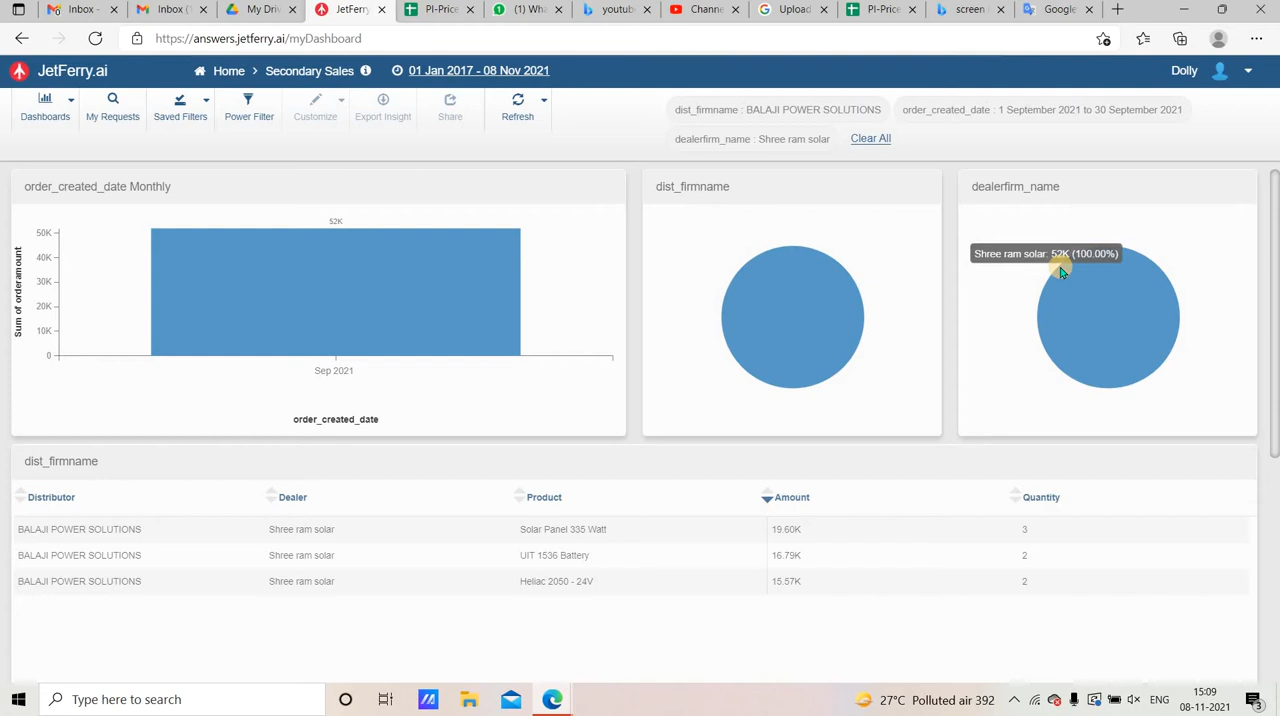 Inbox -
Inbox (1
My Driv
JetFerry
PI-Price
(1) Wha
youtub
Channe
Upload
PI-Price
screen
Google
https://answers.jetferry.ai/myDashboard
JetFerry.ai
Home > Secondary Sales
01 Jan 2017 - 08 Nov 2021
Dolly
Dashboards
My Requests
Saved Filters
Power Filter
Customize
Export Insight
Share
Refresh
dist_firmname : BALAJI POWER SOLUTIONS
order_created_date : 1 September 2021 to 30 September 2021
dealerfirm_name : Shree ram solar
Clear All
order_created_date Monthly
dist_firmname
dealerfirm_name
52K
50K
40K
30K
20K
10K
0
Sum of orderamount
Sep 2021
order_created_date
Shree ram solar: 52K (100.00%)
dist_firmname
Distributor Dealer Product Amount Quantity
BALAJI POWER SOLUTIONS Shree ram solar Solar Panel 335 Watt 19.60K 3
BALAJI POWER SOLUTIONS Shree ram solar UIT 1536 Battery 16.79K 2
BALAJI POWER SOLUTIONS Shree ram solar Heliac 2050 - 24V 15.57K 2
Type here to search
27°C Polluted air 392
ENG
15:09
08-11-2021
3